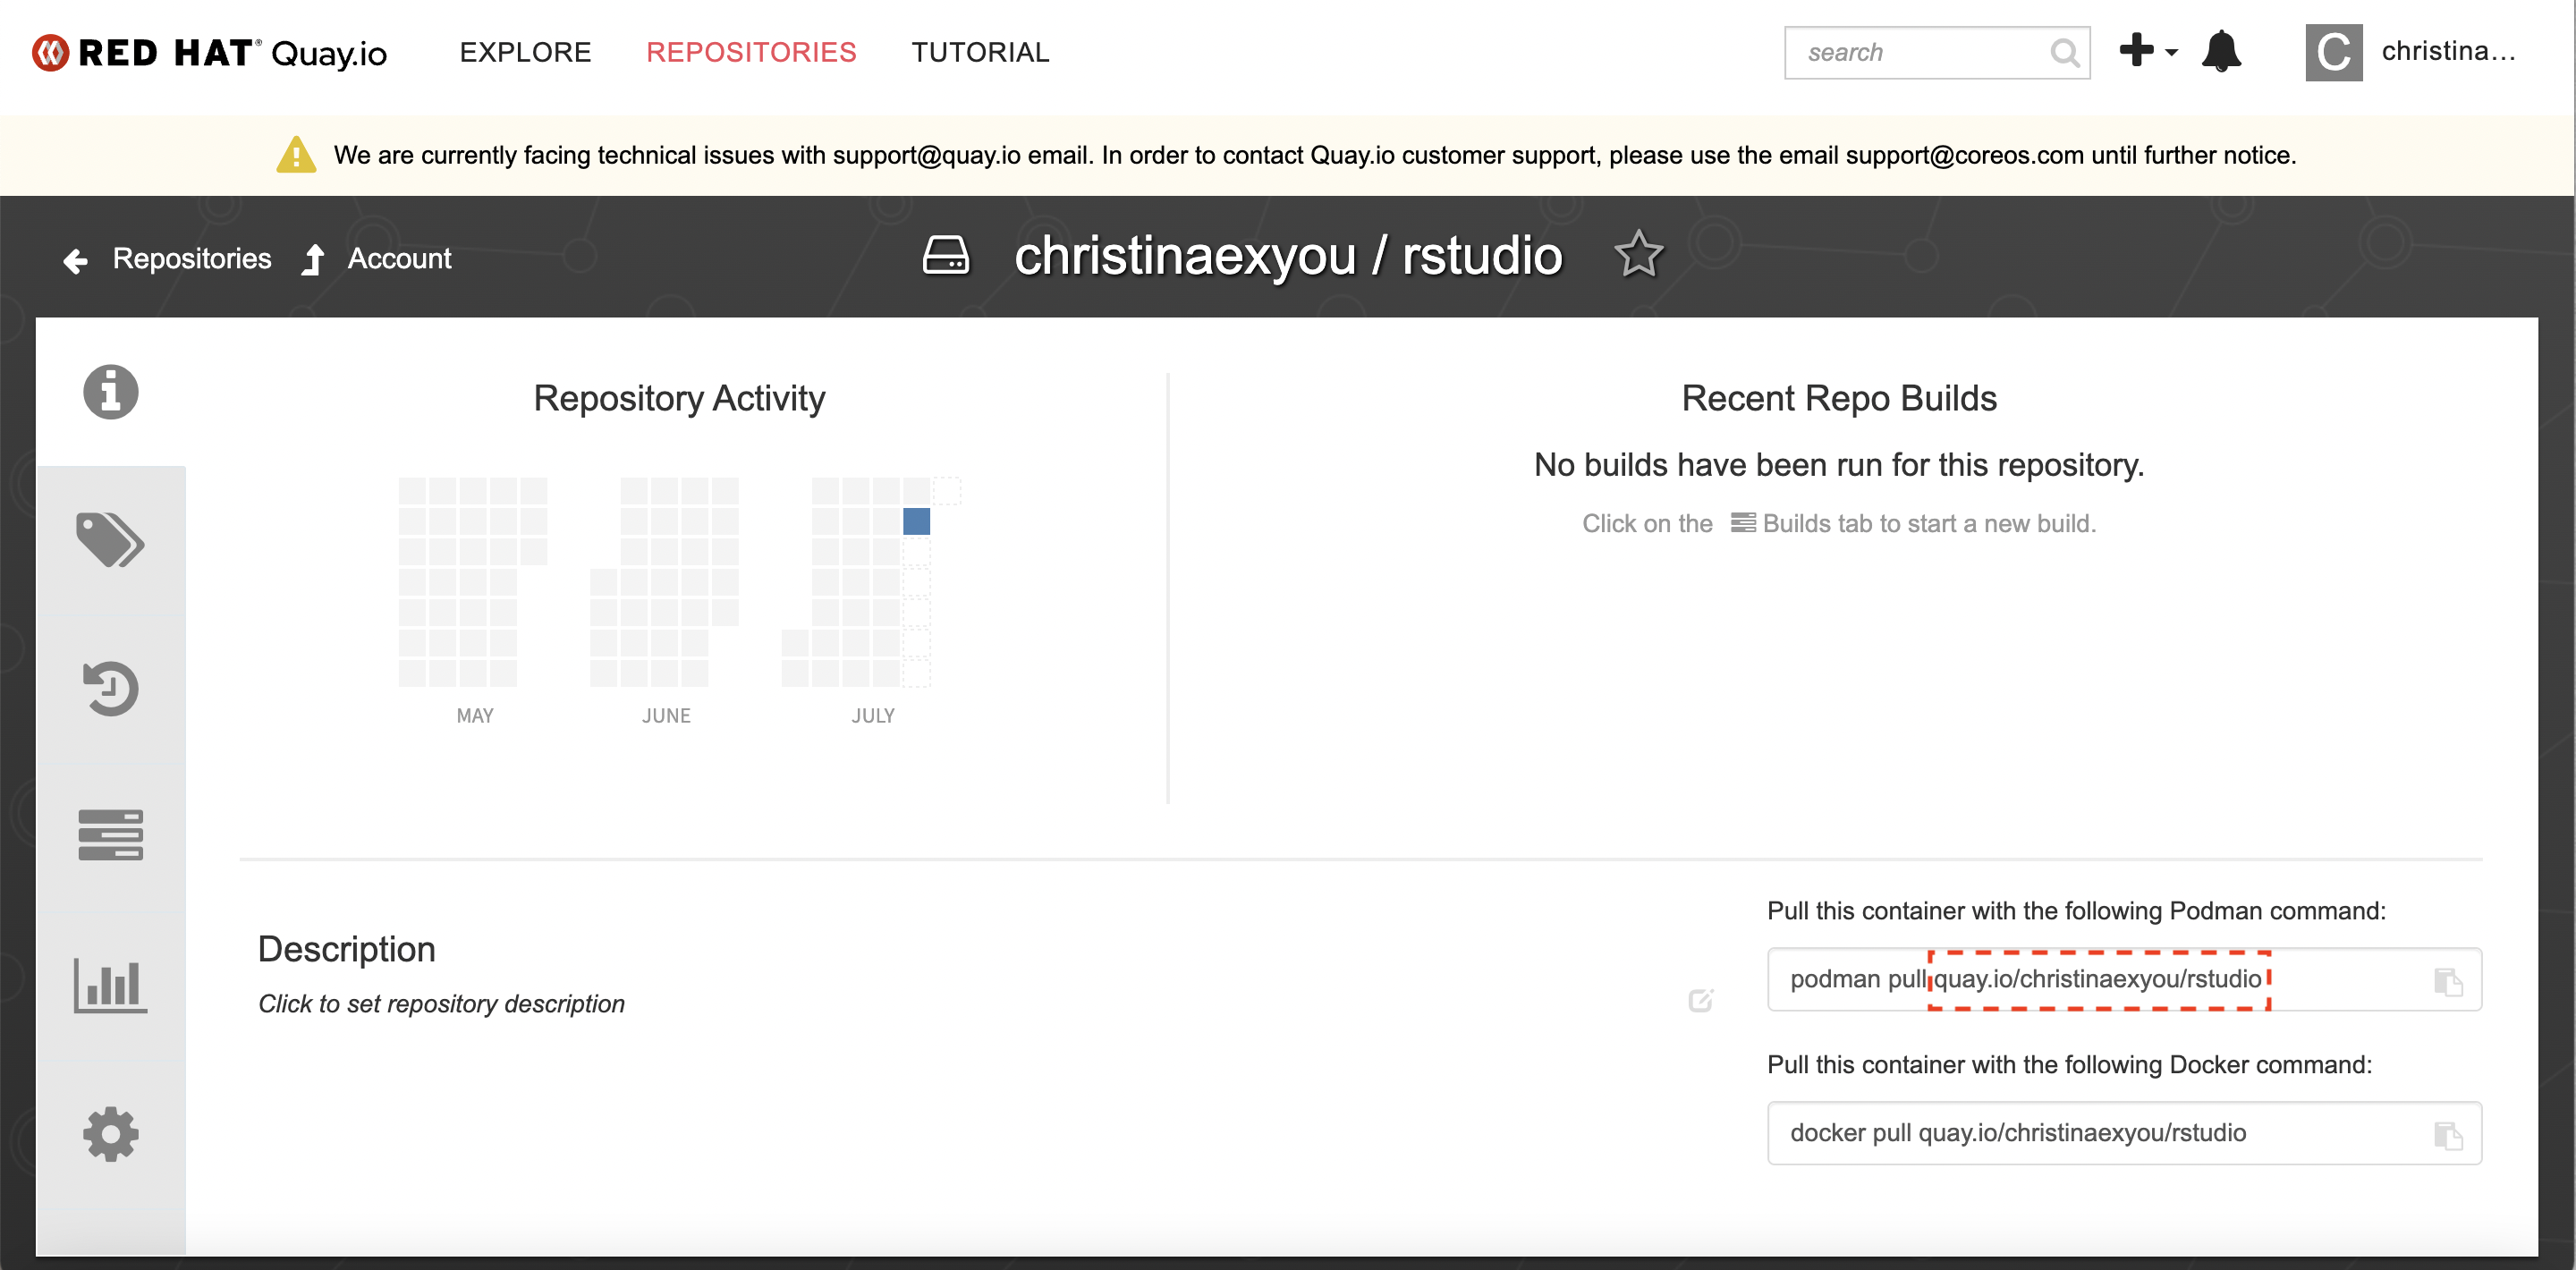 RED HAT® Quay.io EXPLORE REPOSITORIES TUTORIAL search C christina...
We are currently facing technical issues with support@quay.io email. In order to contact Quay.io customer support, please use the email support@coreos.com until further notice.
Repositories Account christinaexyou / rstudio
Repository Activity
MAY JUNE JULY
Recent Repo Builds
No builds have been run for this repository.
Click on the Builds tab to start a new build.
Description
Click to set repository description
Pull this container with the following Podman command:
podman pull quay.io/christinaexyou/rstudio
Pull this container with the following Docker command:
docker pull quay.io/christinaexyou/rstudio